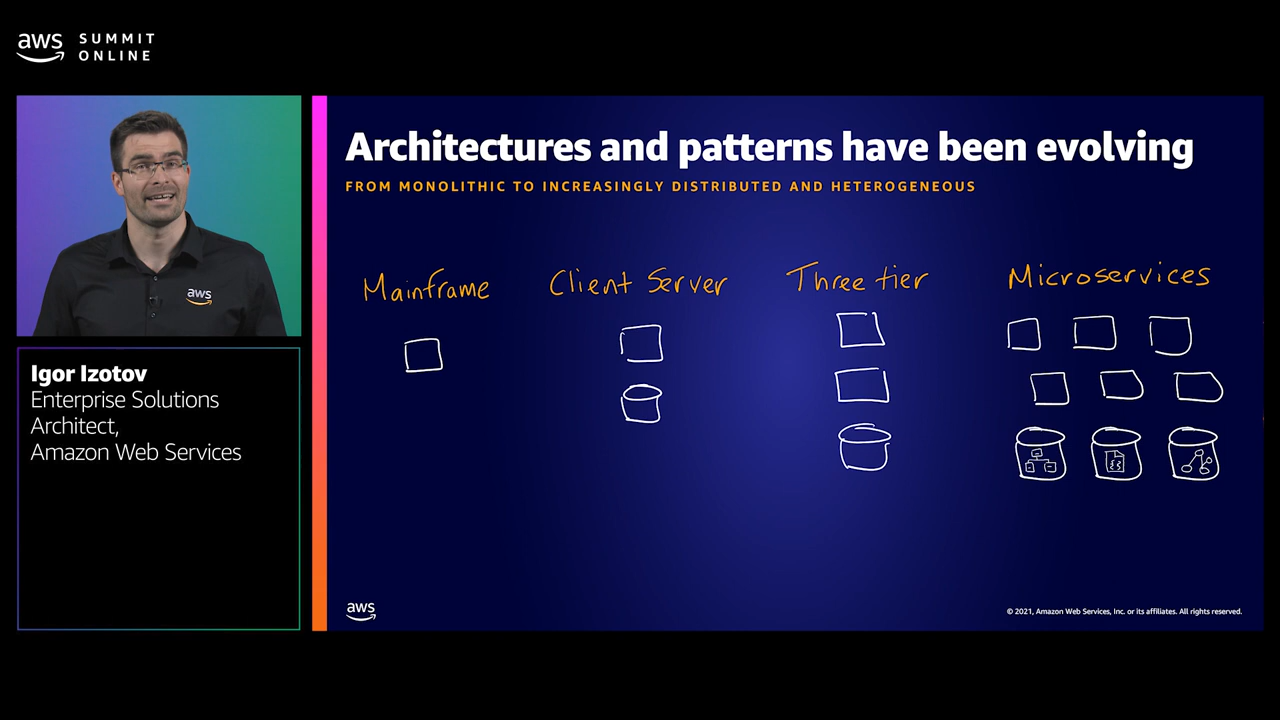 aws SUMMIT
ONLINE
aws
Igor Izotov
Enterprise Solutions
Architect,
Amazon Web Services
Architectures and patterns have been evolving
FROM MONOLITHIC TO INCREASINGLY DISTRIBUTED AND HETEROGENEOUS
Mainframe Client Server Three tier Microservices
aws
© 2021, Amazon Web Services, Inc. or its affiliates. All rights reserved.